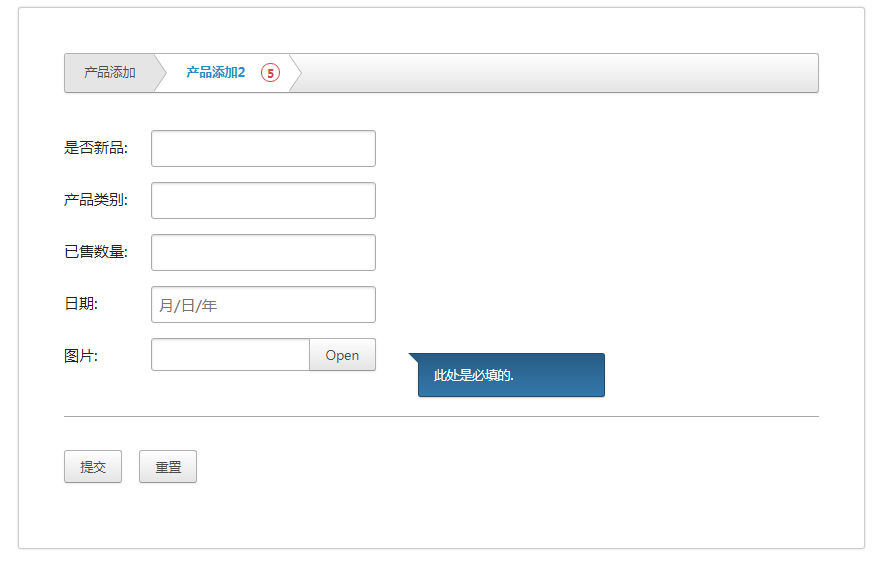 产品添加 产品添加2 5
是否新品:
产品类别:
已售数量:
日期: 月/日/年
图片: Open
此处是必填的.
提交 重置